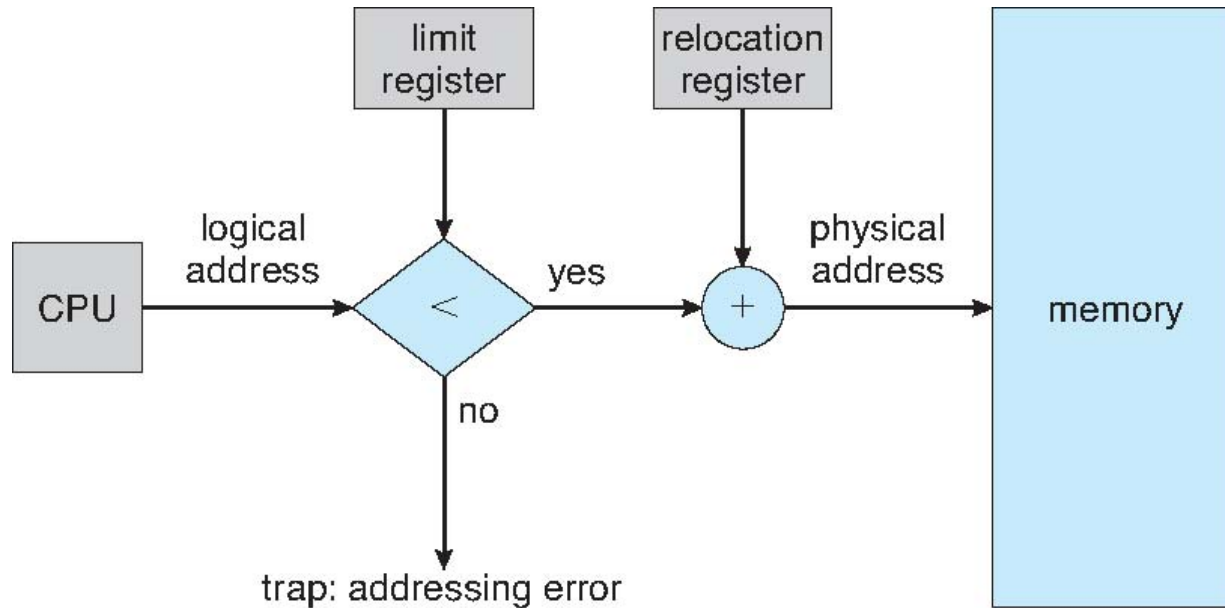 limit
register
relocation
register
logical
address
physical
address
CPU
<
yes
+
memory
no
trap: addressing error